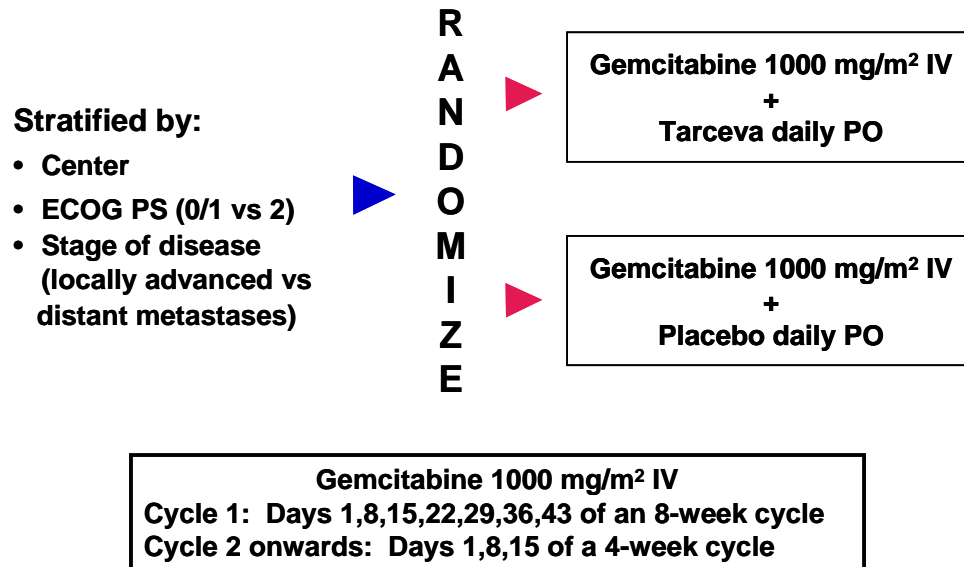 Stratified by:
• Center
• ECOG PS (0/1 vs 2)
• Stage of disease
(locally advanced vs
distant metastases)
R
A
N
D
O
M
I
Z
E
Gemcitabine 1000 mg/m² IV
+
Tarceva daily PO
Gemcitabine 1000 mg/m² IV
+
Placebo daily PO
Gemcitabine 1000 mg/m² IV
Cycle 1: Days 1,8,15,22,29,36,43 of an 8-week cycle
Cycle 2 onwards: Days 1,8,15 of a 4-week cycle